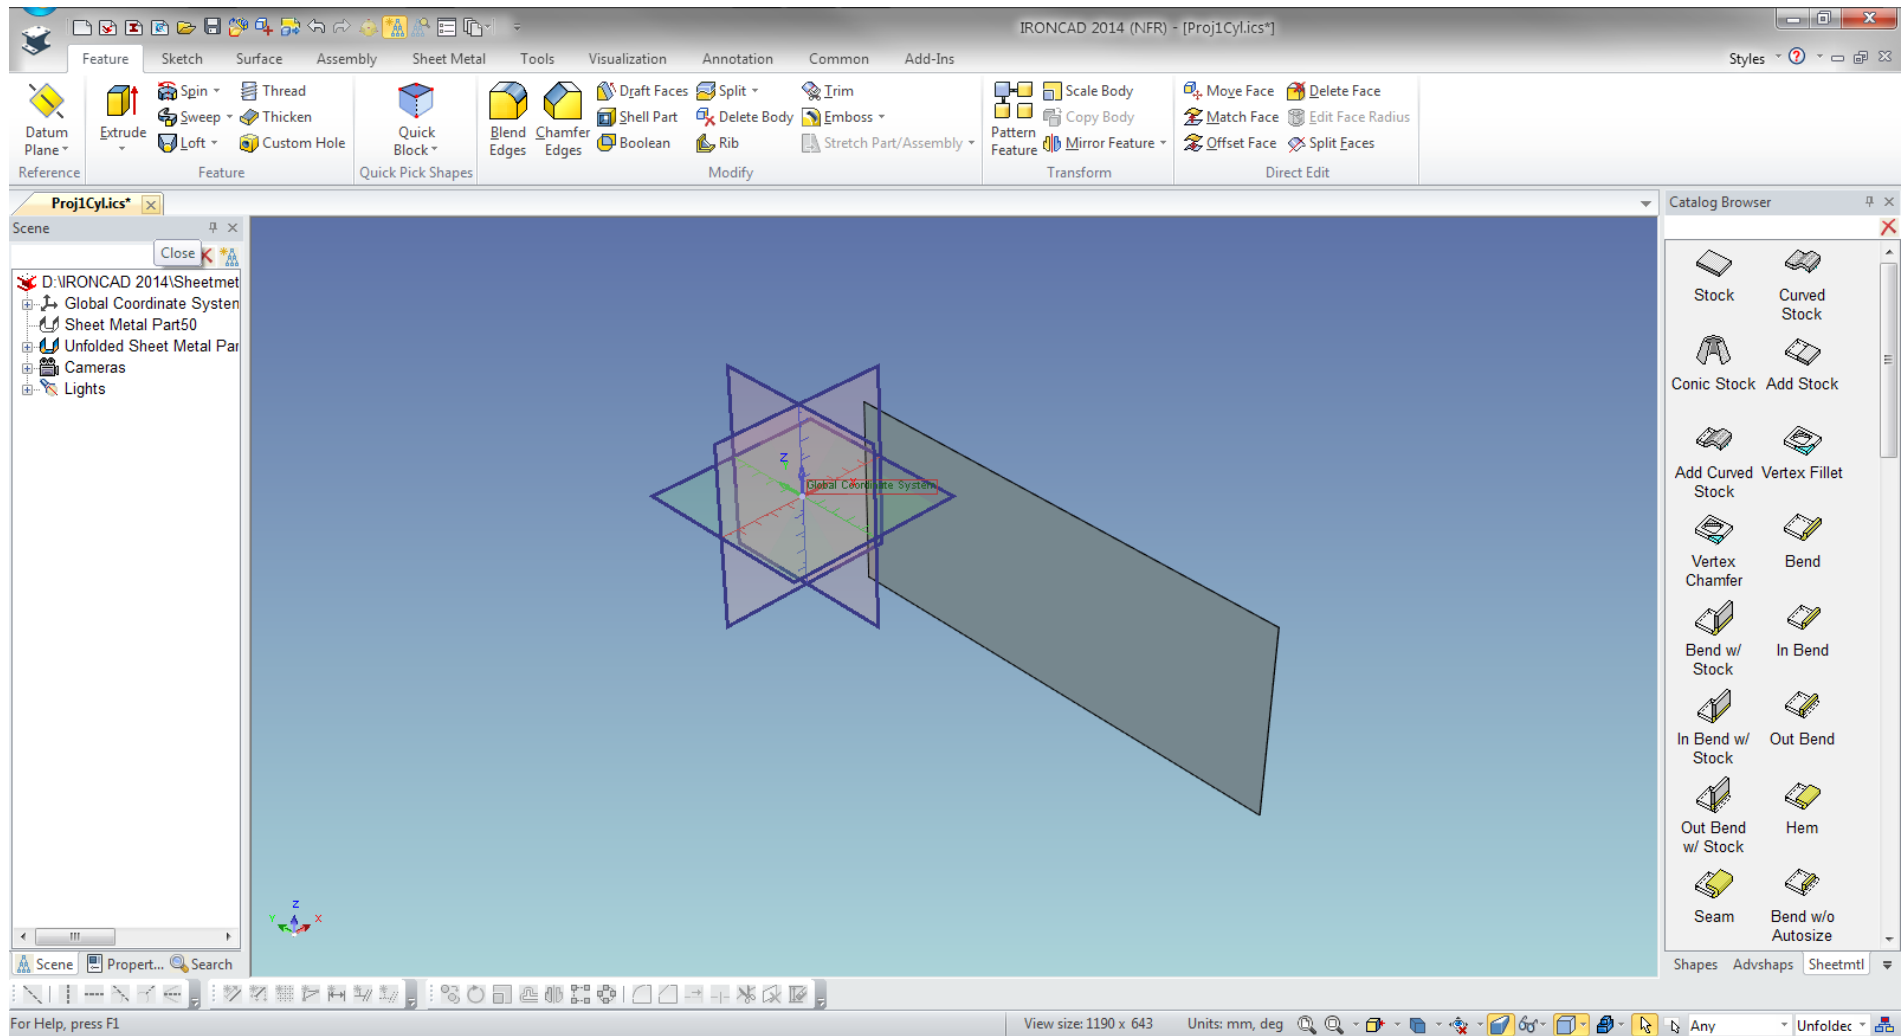 IRONCAD 2014 (NFR) - [Proj1Cyl.ics*]
Feature Sketch Surface Assembly Sheet Metal Tools Visualization Annotation Common Add-Ins Styles
Spin Thread Draft Faces Split Trim Scale Body Move Face Delete Face
Sweep Thicken Shell Part Delete Body Emboss Copy Body Match Face Edit Face Radius
Datum Plane Extrude Loft Custom Hole Quick Block Blend Edges Chamfer Edges Boolean Rib Stretch Part/Assembly Pattern Feature Mirror Feature Offset Face Split Faces
Reference Feature Quick Pick Shapes Modify Transform Direct Edit
Proj1Cyl.ics*
Catalog Browser
Scene
Close
D:\IRONCAD 2014\Sheetmet
Global Coordinate System
Sheet Metal Part50
Unfolded Sheet Metal Par
Cameras
Lights
Z
Global Coordinate System
X
Z
Y X
Stock Curved Stock
Conic Stock Add Stock
Add Curved Stock Vertex Fillet
Vertex Chamfer Bend
Bend w/ Stock In Bend
In Bend w/ Stock Out Bend
Out Bend w/ Stock Hem
Seam Bend w/o Autosize
Scene Propert... Search
Shapes Advshaps Sheetmtl
For Help, press F1 View size: 1190 x 643 Units: mm, deg Any Unfoldec